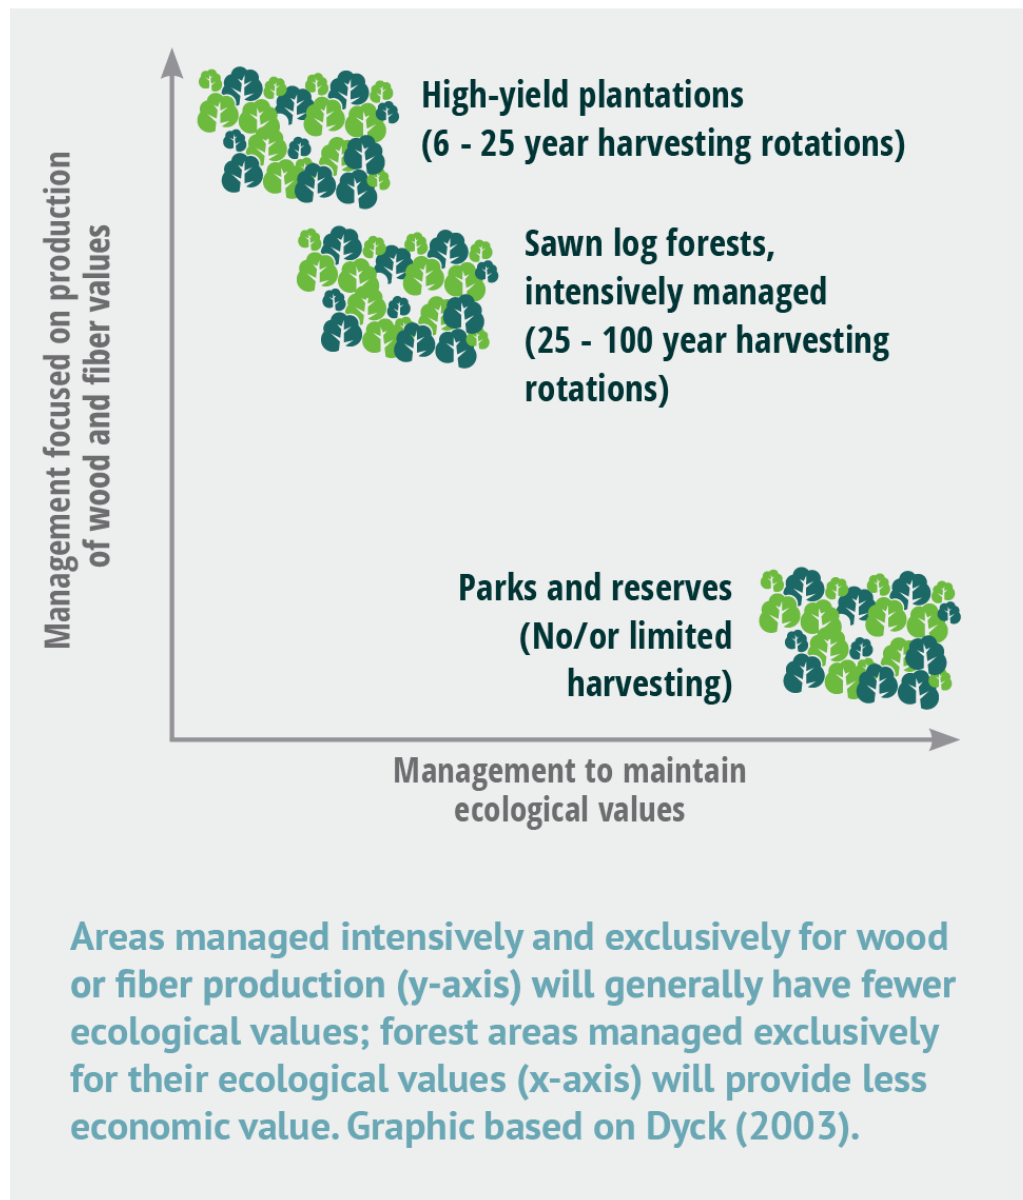 High-yield plantations
(6 - 25 year harvesting rotations)
Sawn log forests,
intensively managed
(25 - 100 year harvesting
rotations)
Management focused on production
of wood and fiber values
Parks and reserves
(No/or limited
harvesting)
Management to maintain
ecological values
Areas managed intensively and exclusively for wood
or fiber production (y-axis) will generally have fewer
ecological values; forest areas managed exclusively
for their ecological values (x-axis) will provide less
economic value. Graphic based on Dyck (2003).